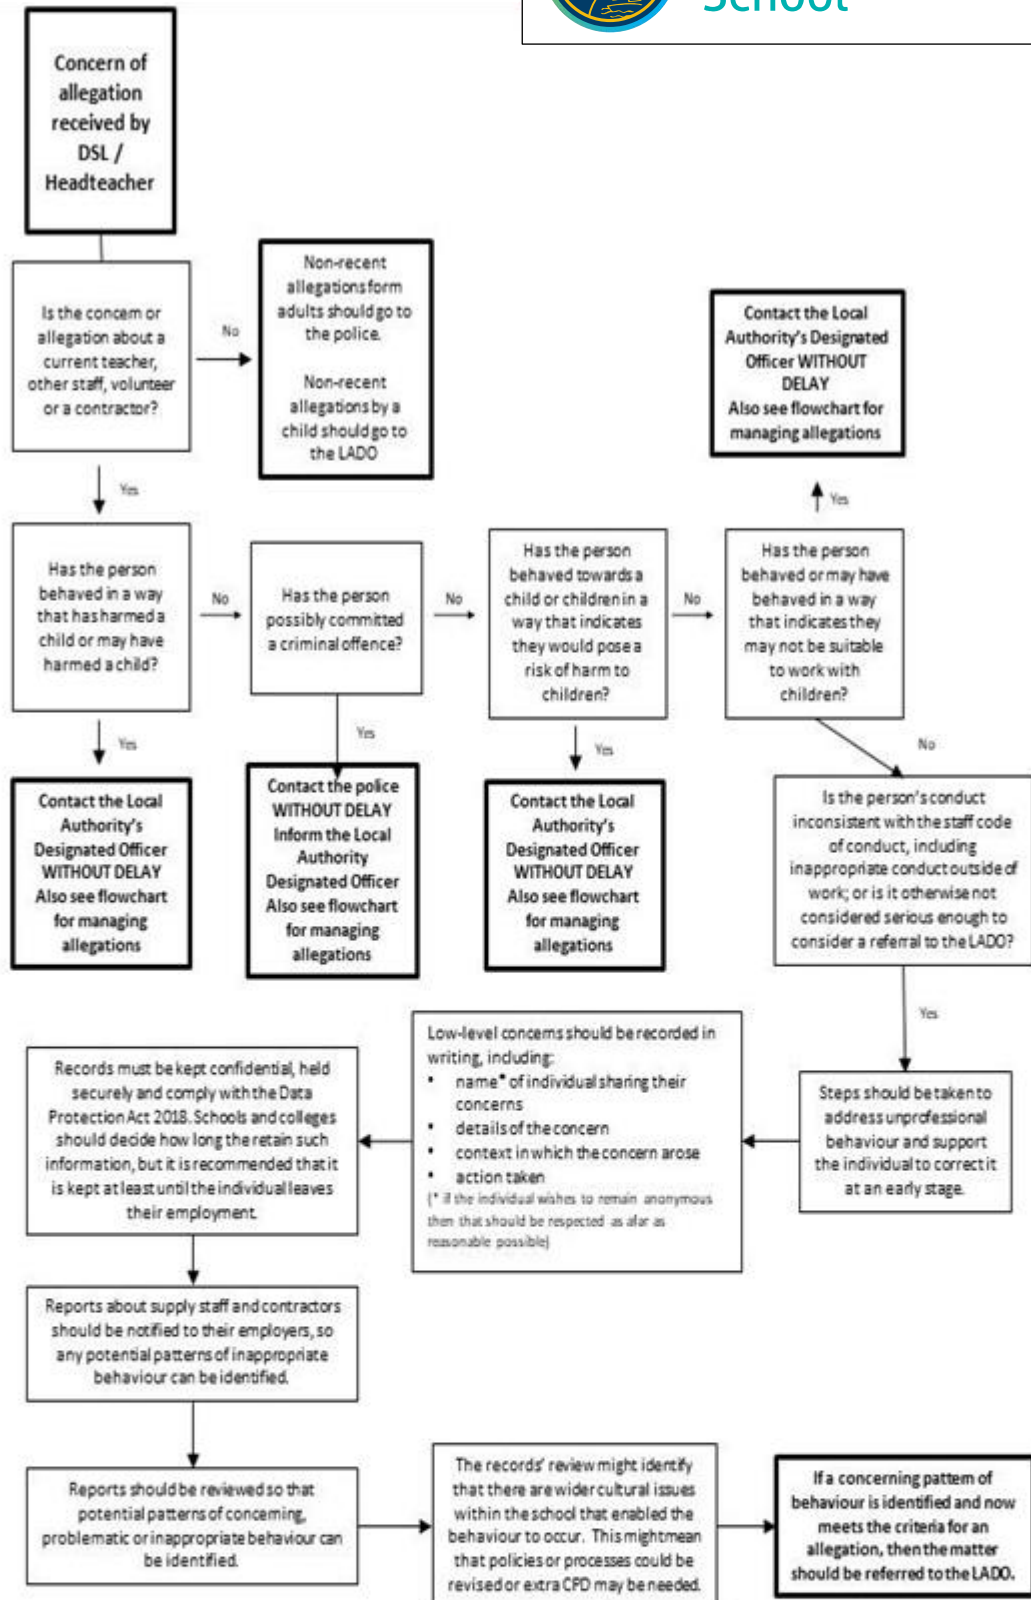 School
Concern of
allegation
received by
DSL /
Headteacher
Is the concern or
allegation about a
current teacher,
other staff, volunteer
or a contractor?
No
Non-recent
allegations form
adults should go to
the police.
Non-recent
allegations by a
child should go to
the LADO
Contact the Local
Authority's Designated
Officer WITHOUT
DELAY
Also see flowchart for
managing allegations
Yes
Yes
Has the person
behaved in a way
that has harmed a
child or may have
harmed a child?
No
Has the person
possibly committed
a criminal offence?
No
Has the person
behaved towards a
child or children in a
way that indicates
they would pose a
risk of harm to
children?
No
Has the person
behaved or may have
behaved in a way
that indicates they
may not be suitable
to work with
children?
Yes
Yes
Yes
No
Contact the Local
Authority's
Designated Officer
WITHOUT DELAY
Also see flowchart
for managing
allegations
Contact the police
WITHOUT DELAY
Inform the Local
Authority
Designated Officer
Also see flowchart
for managing
allegations
Contact the Local
Authority's
Designated Officer
WITHOUT DELAY
Also see flowchart
for managing
allegations
Is the person's conduct
inconsistent with the staff code
of conduct, including
inappropriate conduct outside of
work; or is it otherwise not
considered serious enough to
consider a referral to the LADO?
Yes
Steps should be taken to
address unprofessional
behaviour and support
the individual to correct it
at an early stage.
Low-level concerns should be recorded in
writing, including:
• name* of individual sharing their
concerns
• details of the concern
• context in which the concern arose
• action taken
(* if the individual wishes to remain anonymous
then that should be respected as afar as
reasonable possible)
Records must be kept confidential, held
securely and comply with the Data
Protection Act 2018. Schools and colleges
should decide how long the retain such
information, but it is recommended that it
is kept at least until the individual leaves
their employment.
Reports about supply staff and contractors
should be notified to their employers, so
any potential patterns of inappropriate
behaviour can be identified.
Reports should be reviewed so that
potential patterns of concerning,
problematic or inappropriate behaviour can
be identified.
The records' review might identify
that there are wider cultural issues
within the school that enabled the
behaviour to occur. This might mean
that policies or processes could be
revised or extra CPD may be needed.
If a concerning pattern of
behaviour is identified and now
meets the criteria for an
allegation, then the matter
should be referred to the LADO.